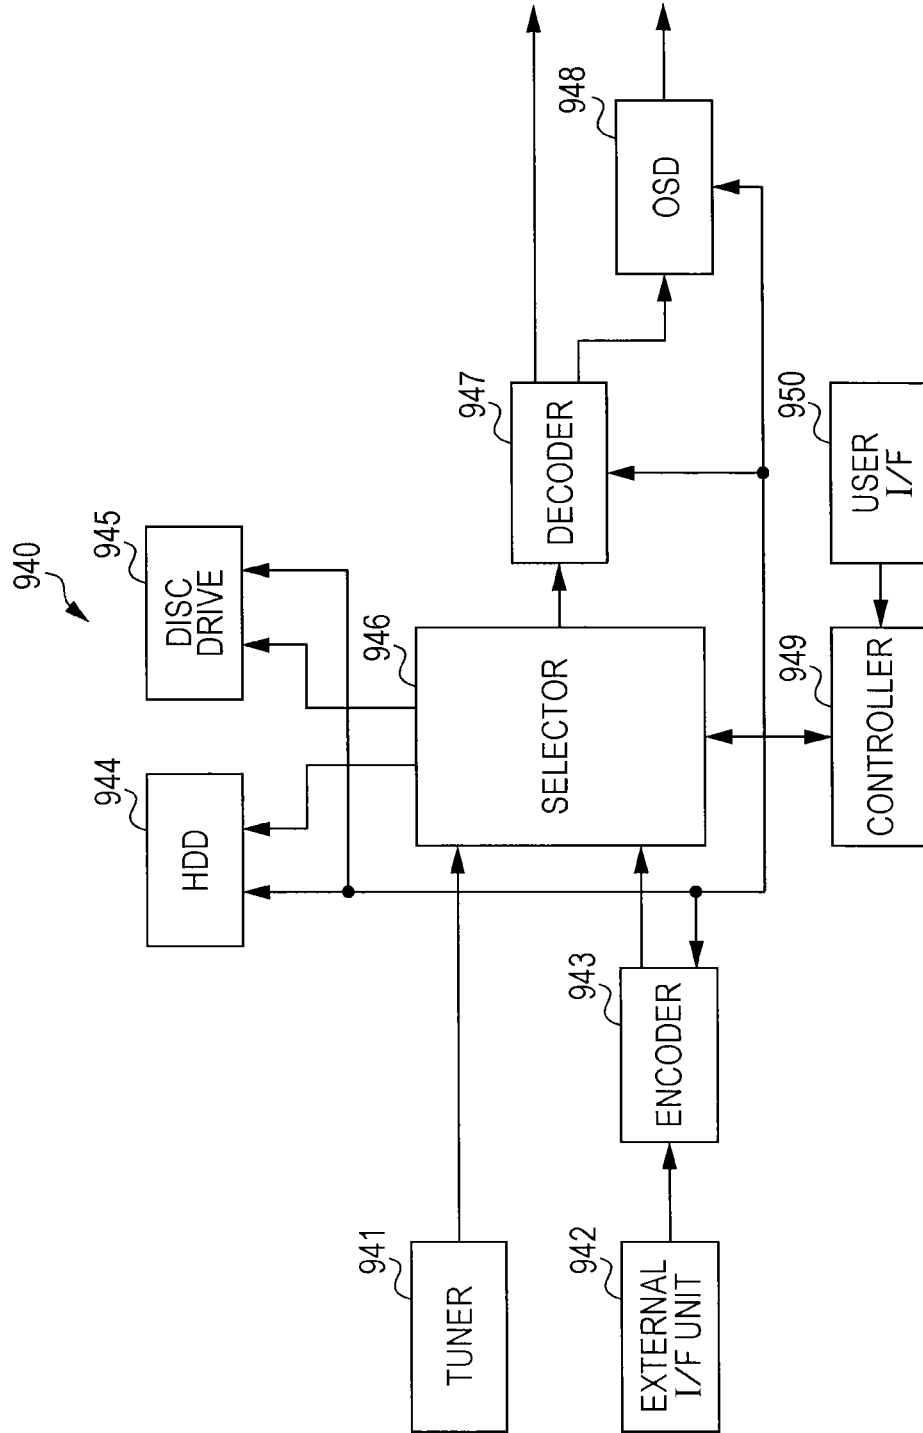 940
944
HDD
945
DISC
DRIVE
941
TUNER
946
SELECTOR
947
DECODER
942
EXTERNAL
I/F UNIT
943
ENCODER
948
OSD
949
CONTROLLER
950
USER
I/F